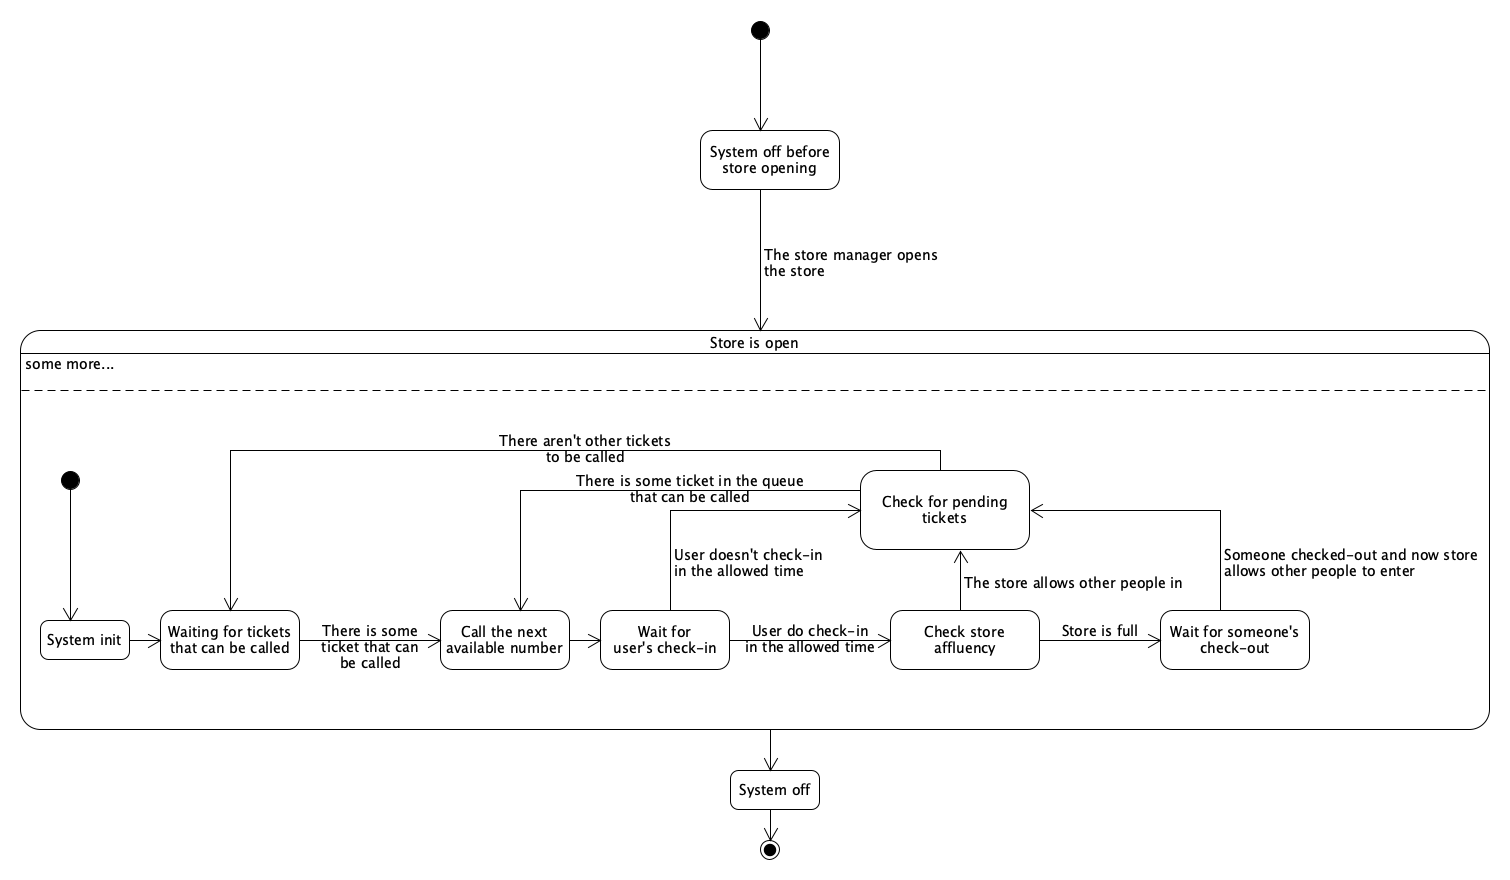 System off before
store opening
The store manager opens
the store
Store is open
some more...
There aren't other tickets
to be called
There is some ticket in the queue
that can be called
Check for pending
tickets
User doesn't check-in
in the allowed time
The store allows other people in
Someone checked-out and now store
allows other people to enter
System init
Waiting for tickets
that can be called
There is some
ticket that can
be called
Call the next
available number
Wait for
user's check-in
User do check-in
in the allowed time
Check store
affluency
Store is full
Wait for someone's
check-out
System off